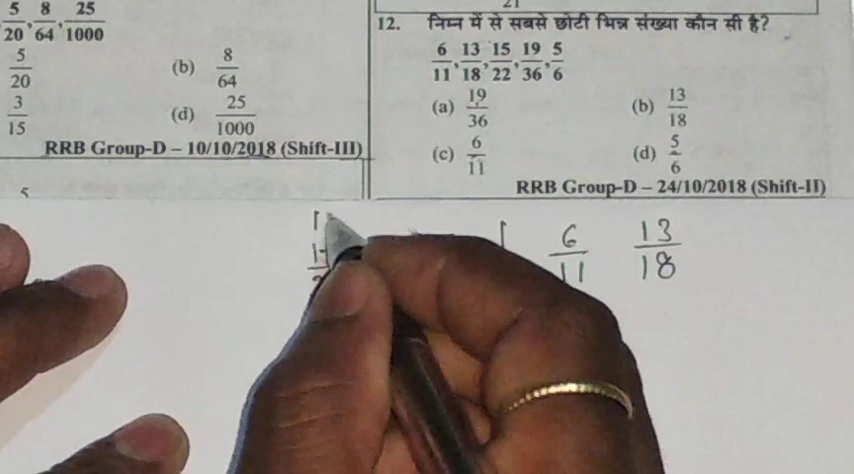 5/20, 8/64, 25/1000
5/20 (b) 8/64
3/15 (d) 25/1000
RRB Group-D – 10/10/2018 (Shift-III)
21
12. निम्न में से सबसे छोटी भिन्न संख्या कौन सी है?
6/11, 13/18, 15/22, 19/36, 5/6
(a) 19/36 (b) 13/18
(c) 6/11 (d) 5/6
RRB Group-D – 24/10/2018 (Shift-II)
6/11 13/18